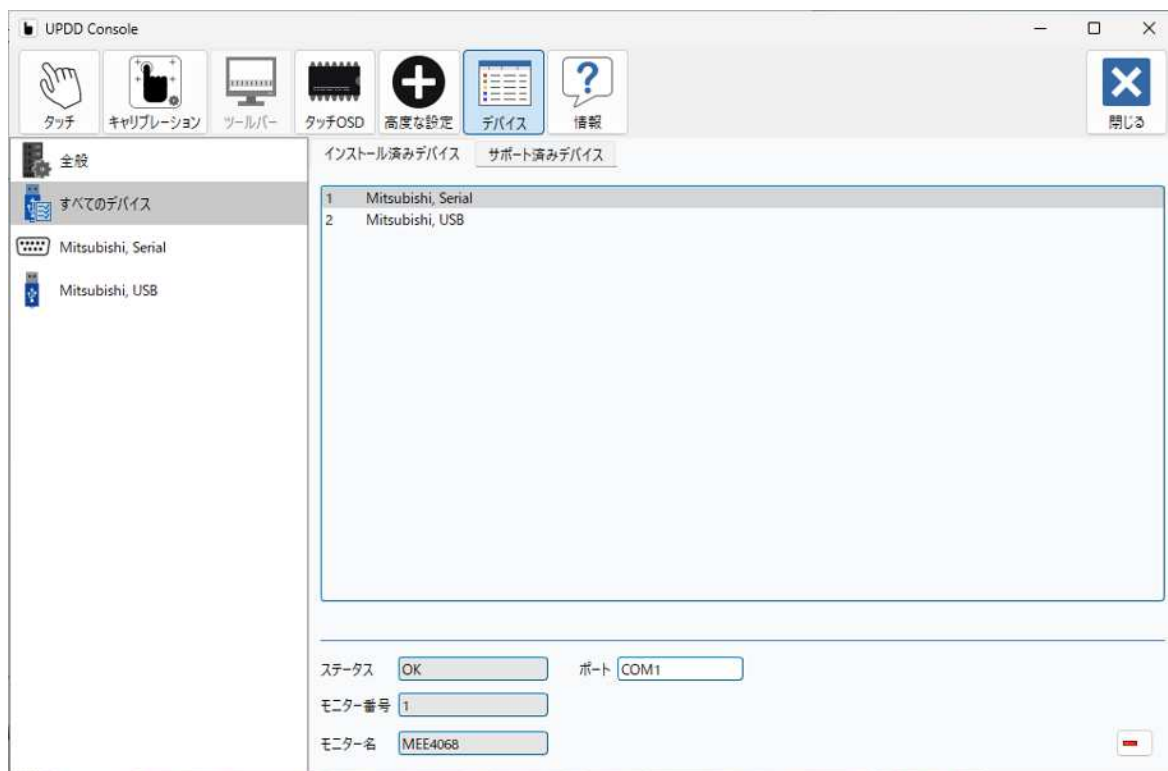 UPDD Console
タッチ キャリブレーション ツールバー タッチOSD 高度な設定 デバイス 情報 閉じる
全般
すべてのデバイス
Mitsubishi, Serial
Mitsubishi, USB
インストール済みデバイス サポート済みデバイス
1 Mitsubishi, Serial
2 Mitsubishi, USB
ステータス OK ポート COM1
モニター番号 1
モニター名 MEE4068